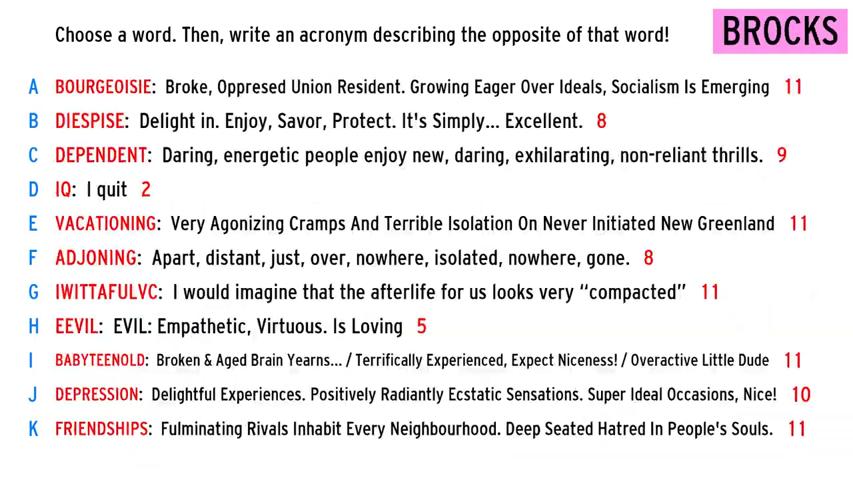 Choose a word. Then, write an acronym describing the opposite of that word!
BROCKS
A BOURGEOISIE: Broke, Oppresed Union Resident. Growing Eager Over Ideals, Socialism Is Emerging 11
B DIESPISE: Delight in. Enjoy, Savor, Protect. It's Simply... Excellent. 8
C DEPENDENT: Daring, energetic people enjoy new, daring, exhilarating, non-reliant thrills. 9
D IQ: I quit 2
E VACATIONING: Very Agonizing Cramps And Terrible Isolation On Never Initiated New Greenland 11
F ADJONING: Apart, distant, just, over, nowhere, isolated, nowhere, gone. 8
G IWITTAFULVC: I would imagine that the afterlife for us looks very “compacted” 11
H EEVIL: EVIL: Empathetic, Virtuous. Is Loving 5
I BABYTEENOLD: Broken & Aged Brain Yearns... / Terrifically Experienced, Expect Niceness! / Overactive Little Dude 11
J DEPRESSION: Delightful Experiences. Positively Radiantly Ecstatic Sensations. Super Ideal Occasions, Nice! 10
K FRIENDSHIPS: Fulminating Rivals Inhabit Every Neighbourhood. Deep Seated Hatred In People's Souls. 11